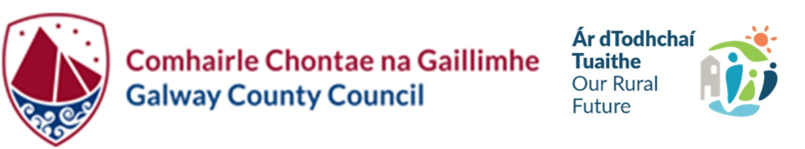 Comhairle Chontae na Gaillimhe
Galway County Council
Ár dTodhchaí
Tuaithe
Our Rural
Future